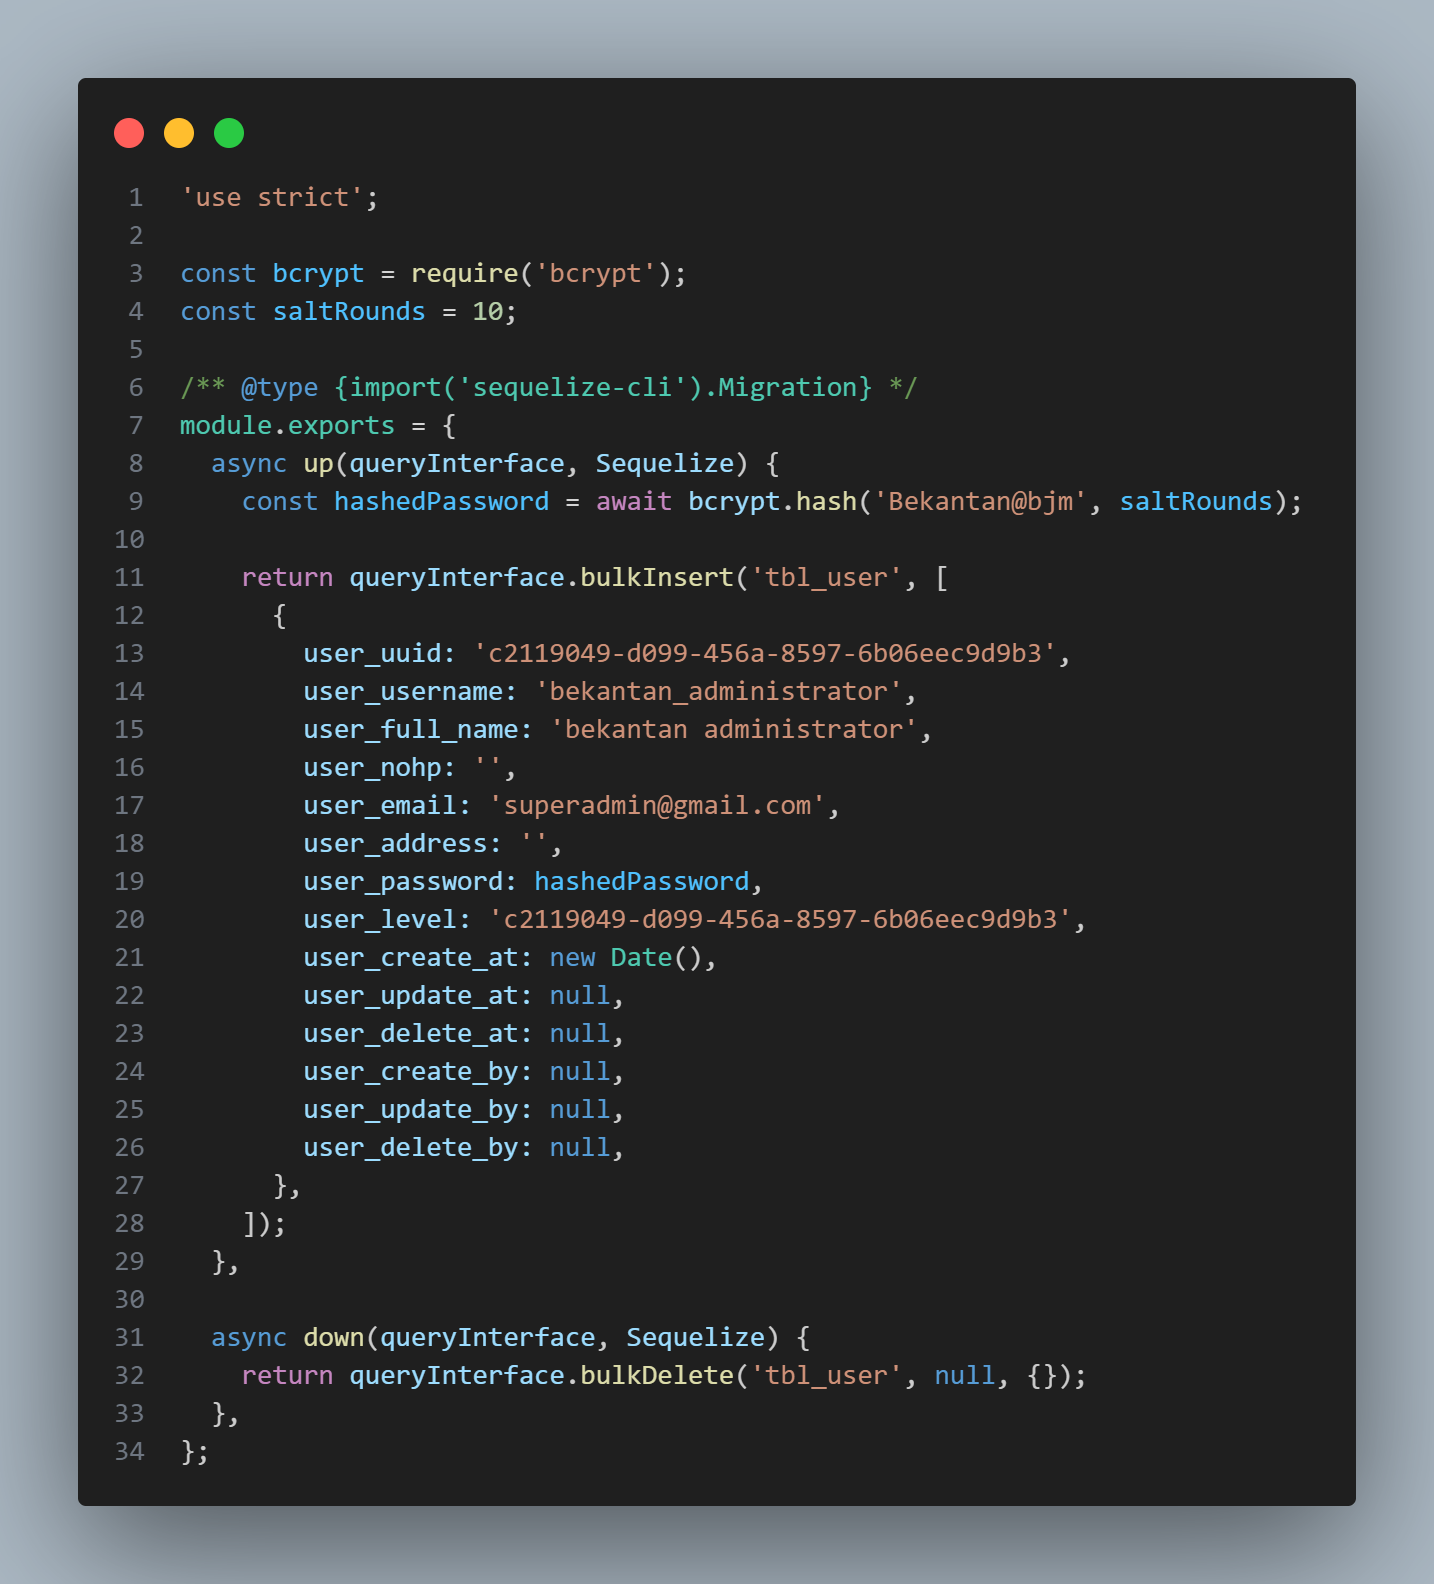 1 'use strict';
2
3 const bcrypt = require('bcrypt');
4 const saltRounds = 10;
5
6 /** @type {import('sequelize-cli').Migration} */
7 module.exports = {
8   async up(queryInterface, Sequelize) {
9     const hashedPassword = await bcrypt.hash('Bekantan@bjm', saltRounds);
10
11     return queryInterface.bulkInsert('tbl_user', [
12       {
13         user_uuid: 'c2119049-d099-456a-8597-6b06eec9d9b3',
14         user_username: 'bekantan_administrator',
15         user_full_name: 'bekantan administrator',
16         user_nohp: '',
17         user_email: 'superadmin@gmail.com',
18         user_address: '',
19         user_password: hashedPassword,
20         user_level: 'c2119049-d099-456a-8597-6b06eec9d9b3',
21         user_create_at: new Date(),
22         user_update_at: null,
23         user_delete_at: null,
24         user_create_by: null,
25         user_update_by: null,
26         user_delete_by: null,
27       },
28     ]);
29   },
30
31   async down(queryInterface, Sequelize) {
32     return queryInterface.bulkDelete('tbl_user', null, {});
33   },
34 };